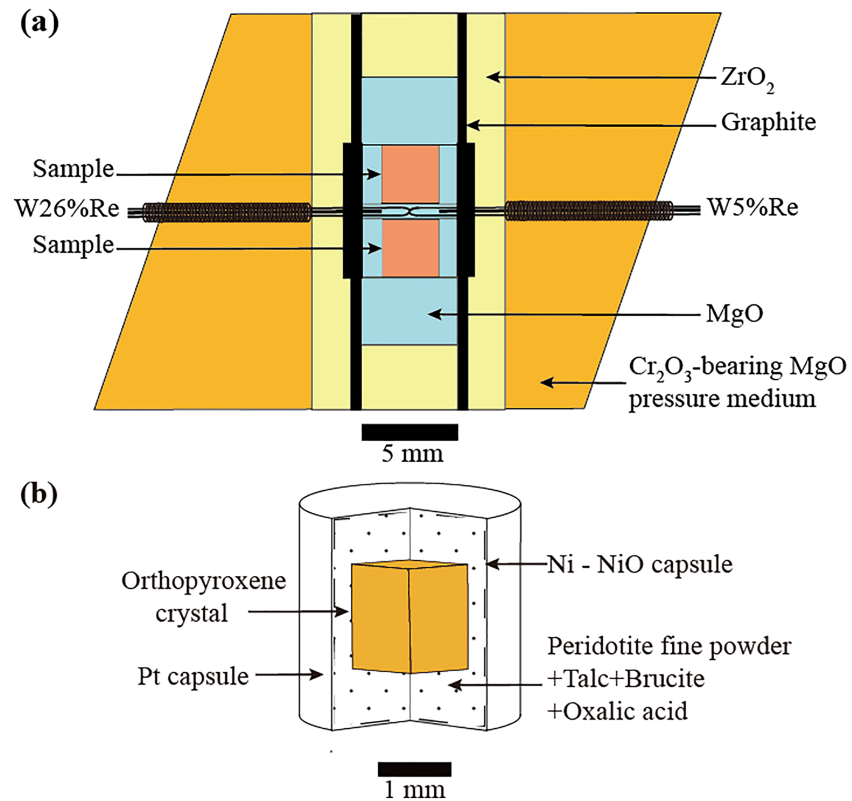 (a)
ZrO₂
Graphite
Sample
W26%Re
W5%Re
Sample
MgO
Cr₂O₃-bearing MgO
pressure medium
5 mm
(b)
Ni - NiO capsule
Orthopyroxene
crystal
Peridotite fine powder
+Talc+Brucite
+Oxalic acid
Pt capsule
1 mm